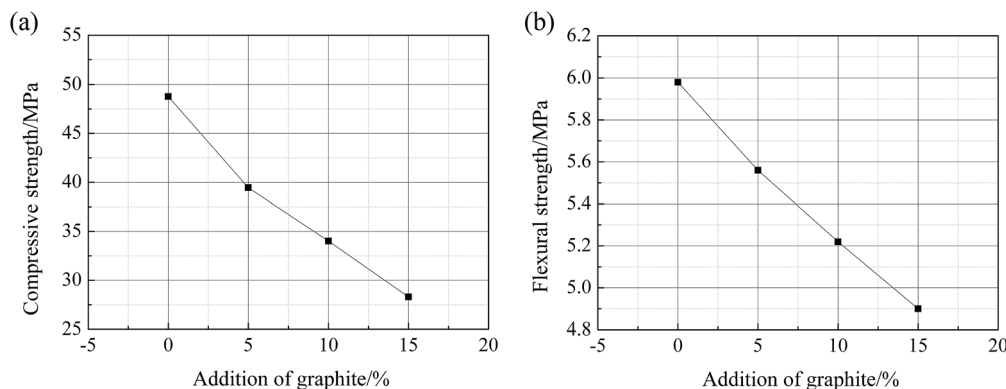 (a)
Compressive strength/MPa
55
50
45
40
35
30
25
-5 0 5 10 15 20
Addition of graphite/%
(b)
Flexural strength/MPa
6.2
6.0
5.8
5.6
5.4
5.2
5.0
4.8
-5 0 5 10 15 20
Addition of graphite/%